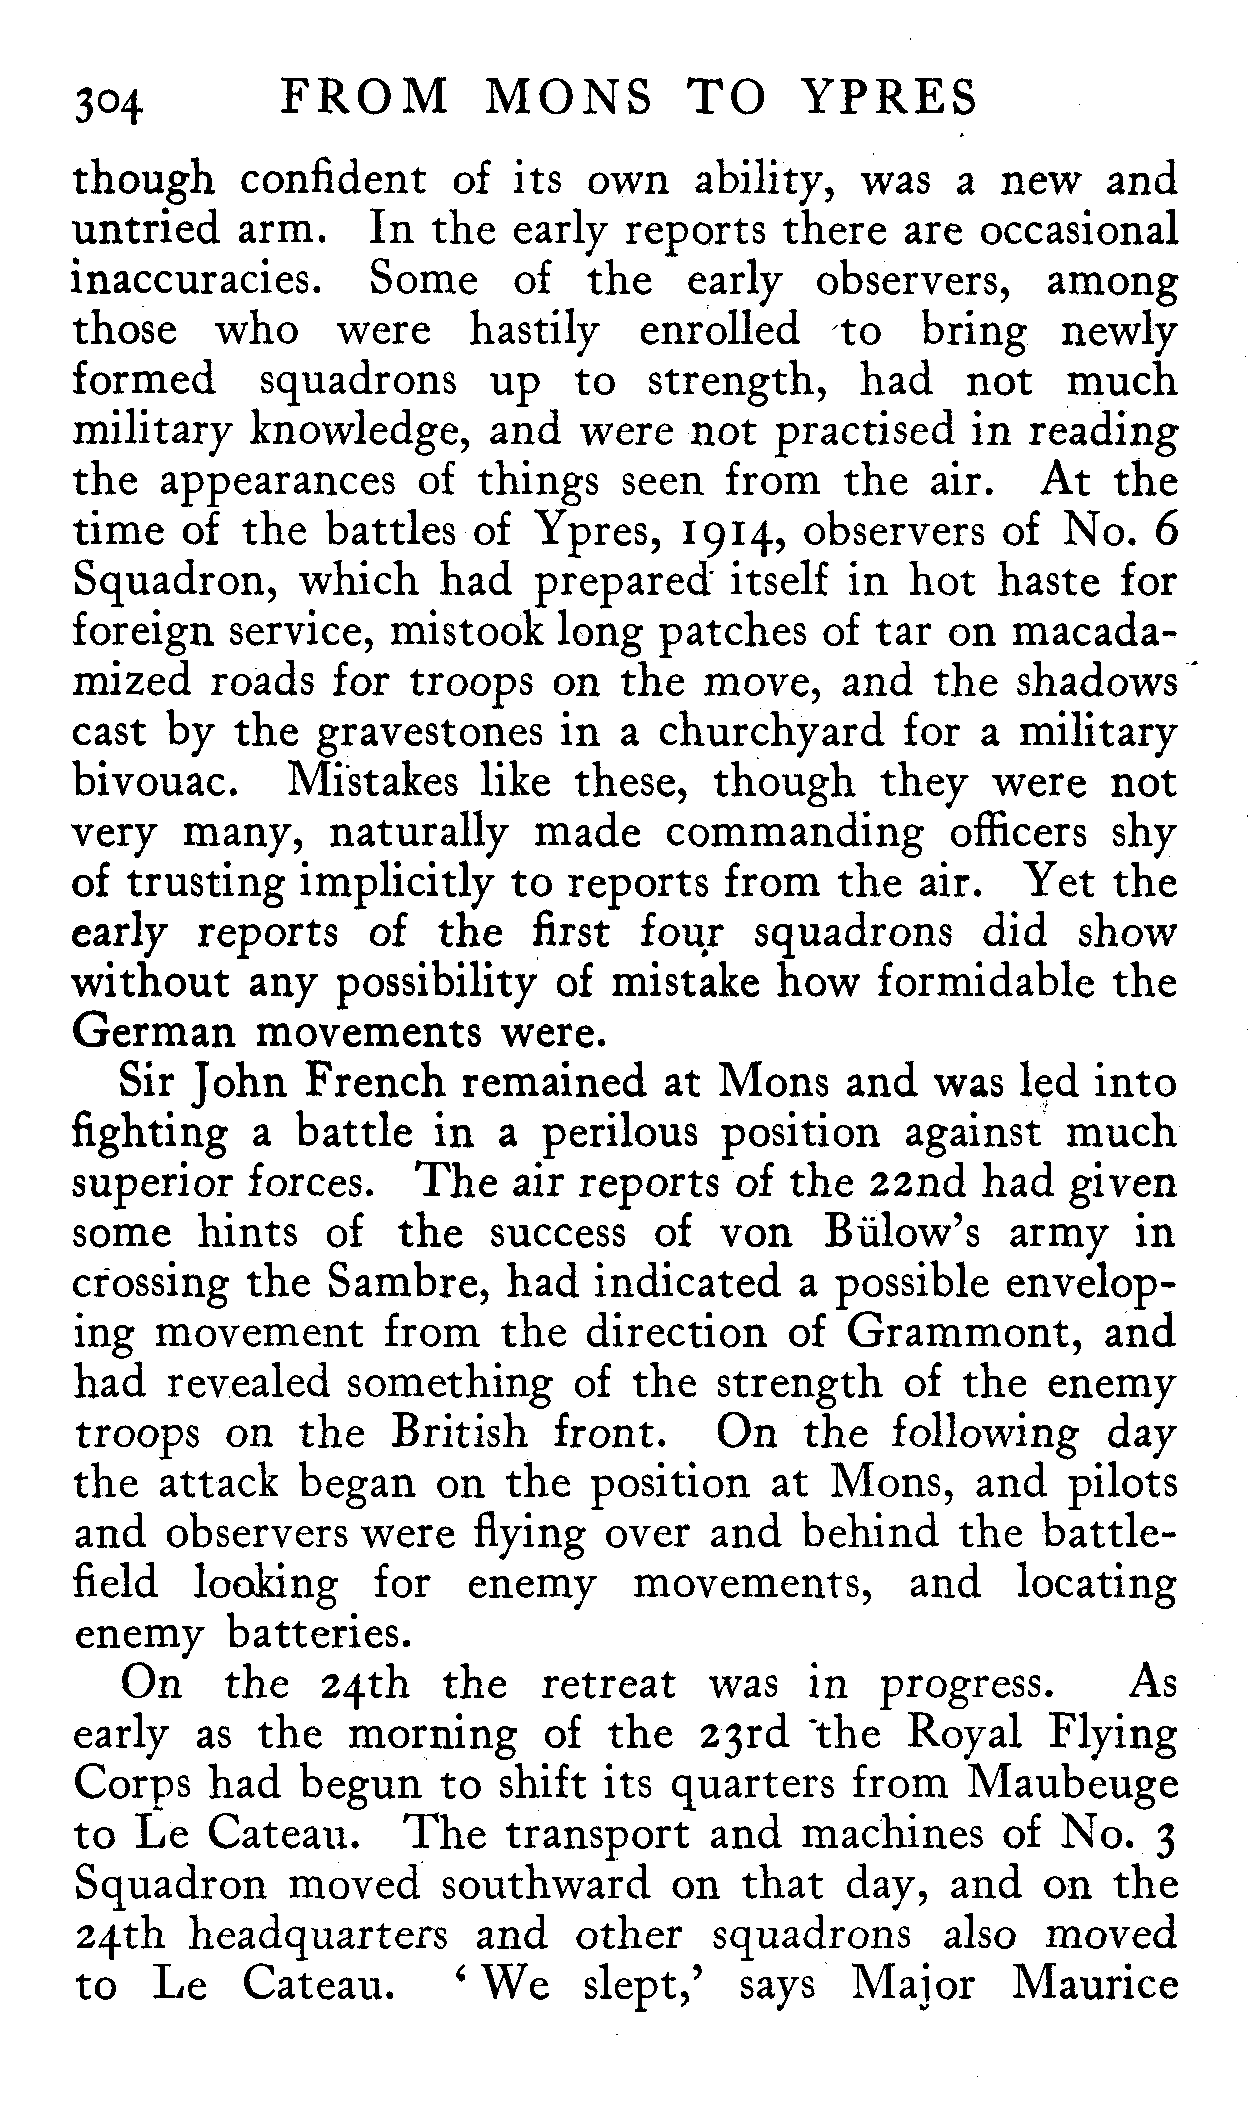 304 FROM MONS TO YPRES
though confident of its own ability, was a new and
untried arm. In the early reports there are occasional
inaccuracies. Some of the early observers, among
those who were hastily enrolled to bring newly
formed squadrons up to strength, had not much
military knowledge, and were not practised in reading
the appearances of things seen from the air. At the
time of the battles of Ypres, 1914, observers of No. 6
Squadron, which had prepared itself in hot haste for
foreign service, mistook long patches of tar on macada-
mized roads for troops on the move, and the shadows
cast by the gravestones in a churchyard for a military
bivouac. Mistakes like these, though they were not
very many, naturally made commanding officers shy
of trusting implicitly to reports from the air. Yet the
early reports of the first four squadrons did show
without any possibility of mistake how formidable the
German movements were.
Sir John French remained at Mons and was led into
fighting a battle in a perilous position against much
superior forces. The air reports of the 22nd had given
some hints of the success of von Bülow's army in
crossing the Sambre, had indicated a possible envelop-
ing movement from the direction of Grammont, and
had revealed something of the strength of the enemy
troops on the British front. On the following day
the attack began on the position at Mons, and pilots
and observers were flying over and behind the battle-
field looking for enemy movements, and locating
enemy batteries.
On the 24th the retreat was in progress. As
early as the morning of the 23rd the Royal Flying
Corps had begun to shift its quarters from Maubeuge
to Le Cateau. The transport and machines of No. 3
Squadron moved southward on that day, and on the
24th headquarters and other squadrons also moved
to Le Cateau. ‘We slept,’ says Major Maurice